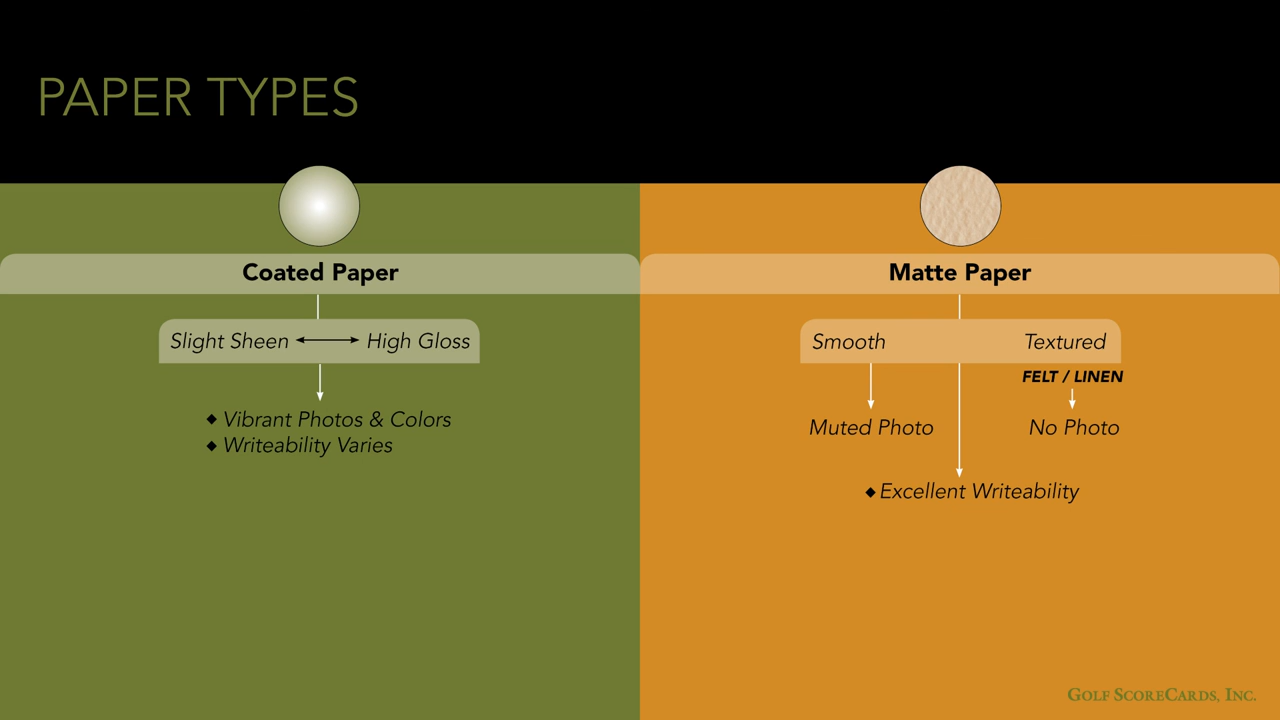 PAPER TYPES
Coated Paper
Slight Sheen High Gloss
◆ Vibrant Photos & Colors
◆ Writeability Varies
Matte Paper
Smooth Textured
FELT / LINEN
Muted Photo No Photo
◆ Excellent Writeability
GOLF SCORECARDS, INC.